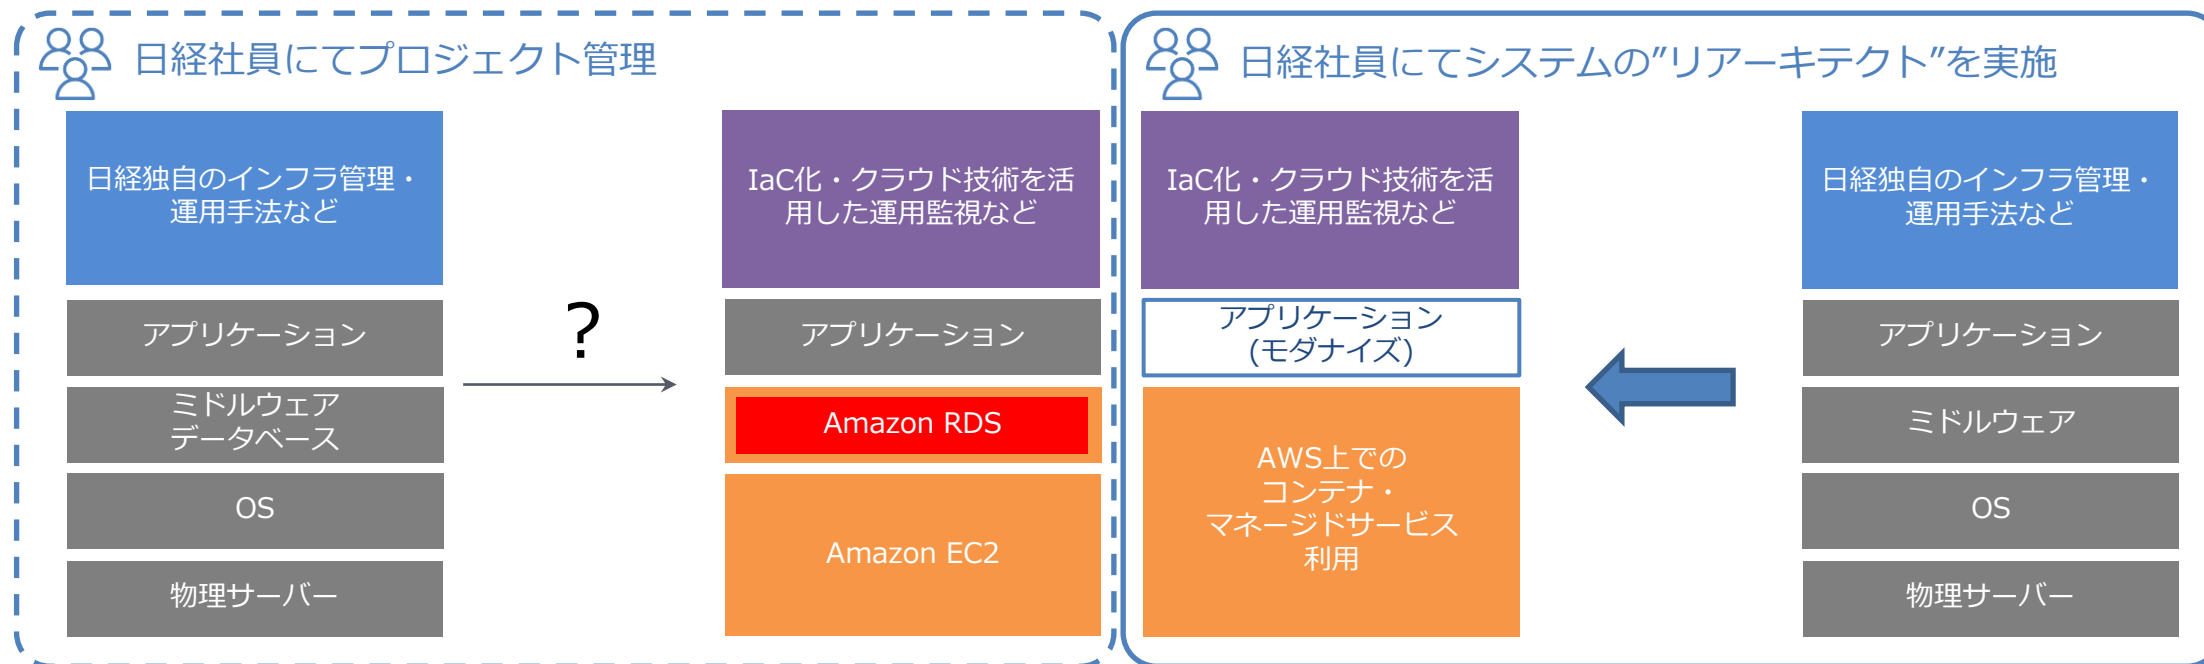 日経社員にてプロジェクト管理
日経独自のインフラ管理・
運用手法など
アプリケーション
ミドルウェア
データベース
OS
物理サーバー
?
IaC化・クラウド技術を活
用した運用監視など
アプリケーション
Amazon RDS
Amazon EC2
日経社員にてシステムの”リアーキテクト”を実施
IaC化・クラウド技術を活
用した運用監視など
アプリケーション
(モダナイズ)
AWS上での
コンテナ・
マネージドサービス
利用
日経独自のインフラ管理・
運用手法など
アプリケーション
ミドルウェア
OS
物理サーバー